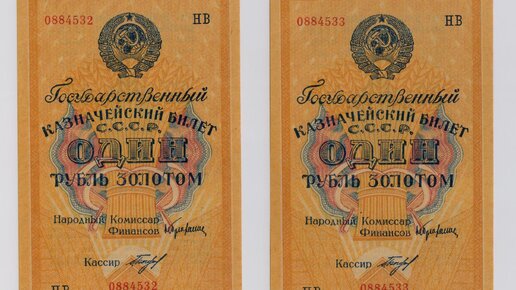 0884532 НВ
Государственный
КАЗНАЧЕЙСКИЙ БИЛЕТ
С.С.С.Р.
ОДИН
РУБЛЬ ЗОЛОТОМ
Народный Комиссар
Финансов
Кассир
НВ 0884532
0884533 НВ
Государственный
КАЗНАЧЕЙСКИЙ БИЛЕТ
С.С.С.Р.
ОДИН
РУБЛЬ ЗОЛОТОМ
Народный Комиссар
Финансов
Кассир
НВ 0884533